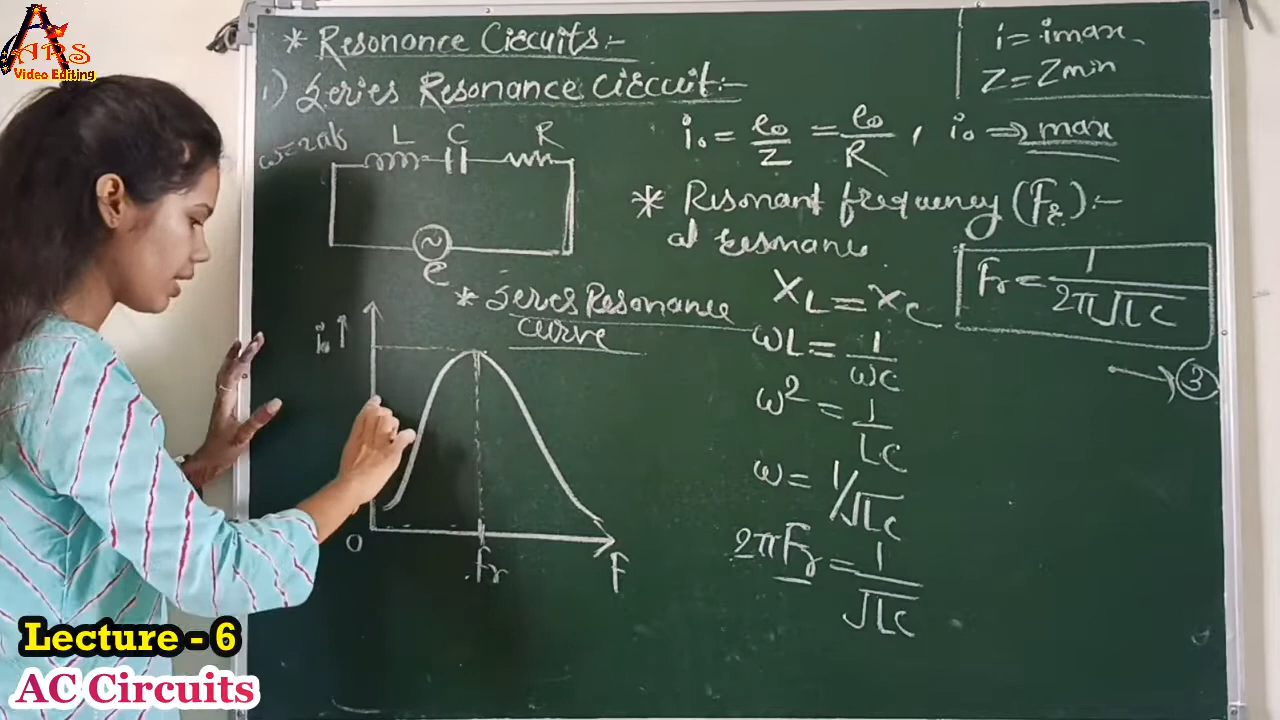 ARS
Video Editing
* Resonance Circuits:-
1) Series Resonance Circuit:-
i = imax
Z = Zmin
L C R
e
i₀ = e₀/Z = e₀/R , i₀ ⇒ max
* Resonant frequency (Fr):-
at resonance
XL = XC
Fr = 1/2π√LC
→ ③
ωL = 1/ωC
ω² = 1/LC
ω = 1/√LC
2πFr = 1/√LC
* Series Resonance
curve
i₀ ↑
0
Fr
F
Lecture - 6
AC Circuits